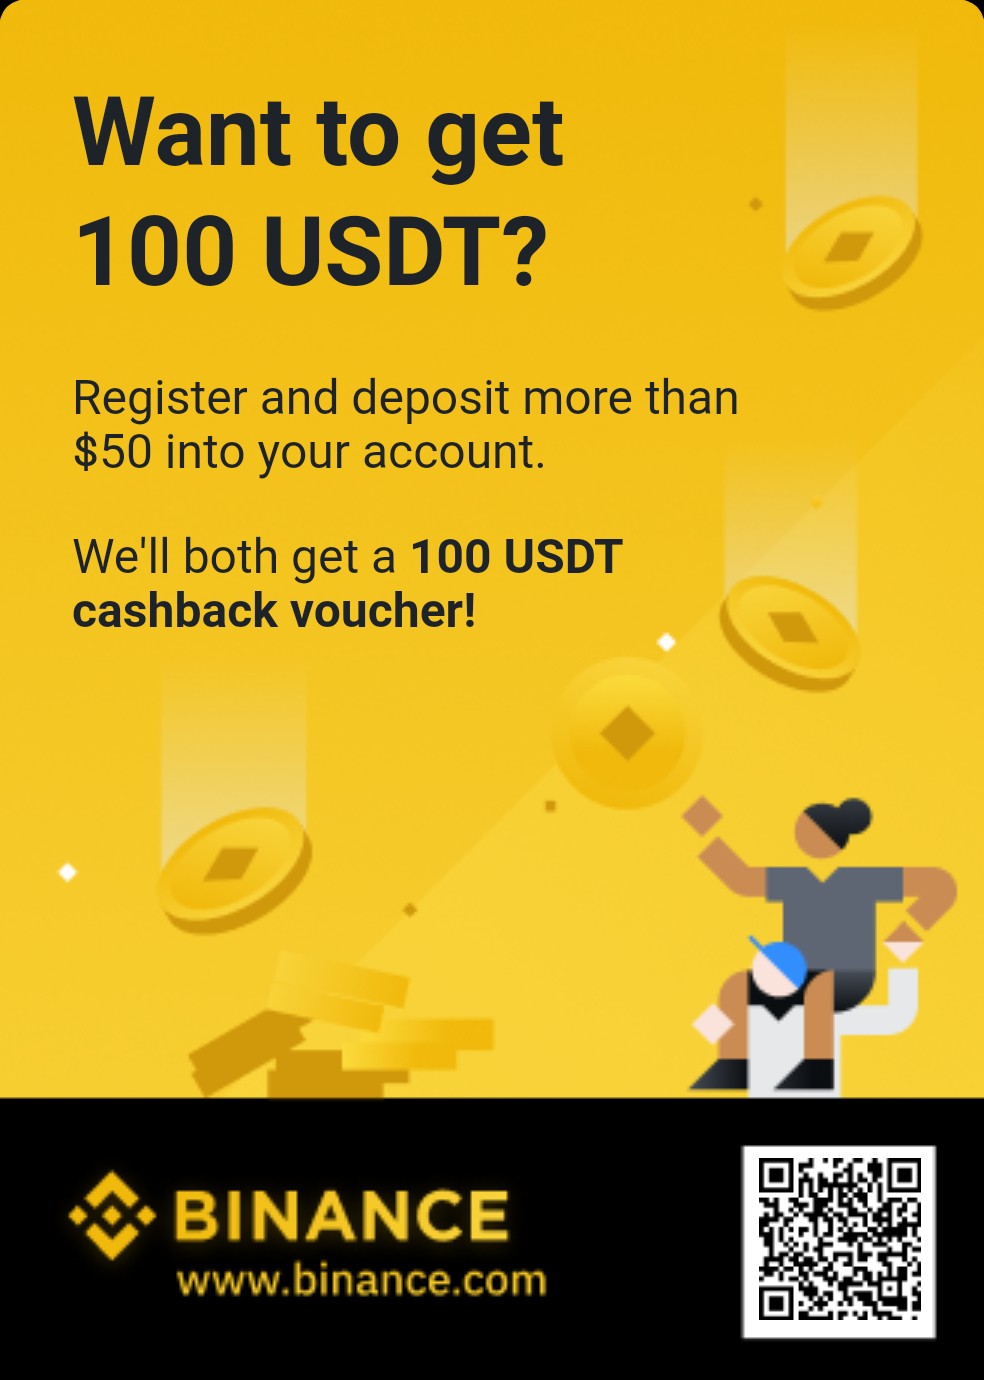 Want to get
100 USDT?
Register and deposit more than
$50 into your account.
We'll both get a 100 USDT
cashback voucher!
BINANCE
www.binance.com